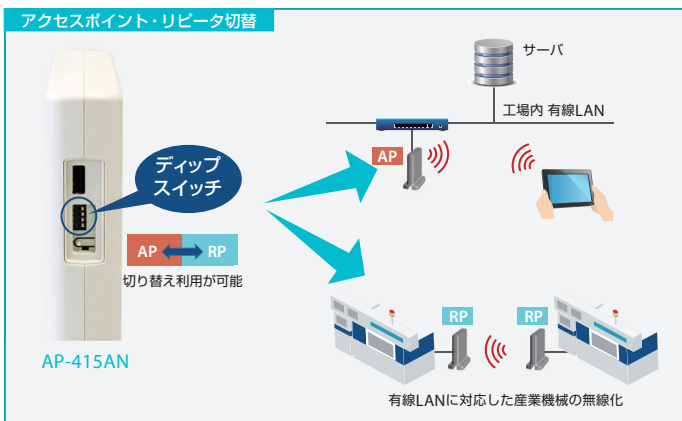 アクセスポイント・リピータ切替
サーバ
工場内 有線LAN
ディップ
スイッチ
AP
AP RP
切り替え利用が可能
RP
RP
AP-415AN
有線LANに対応した産業機械の無線化